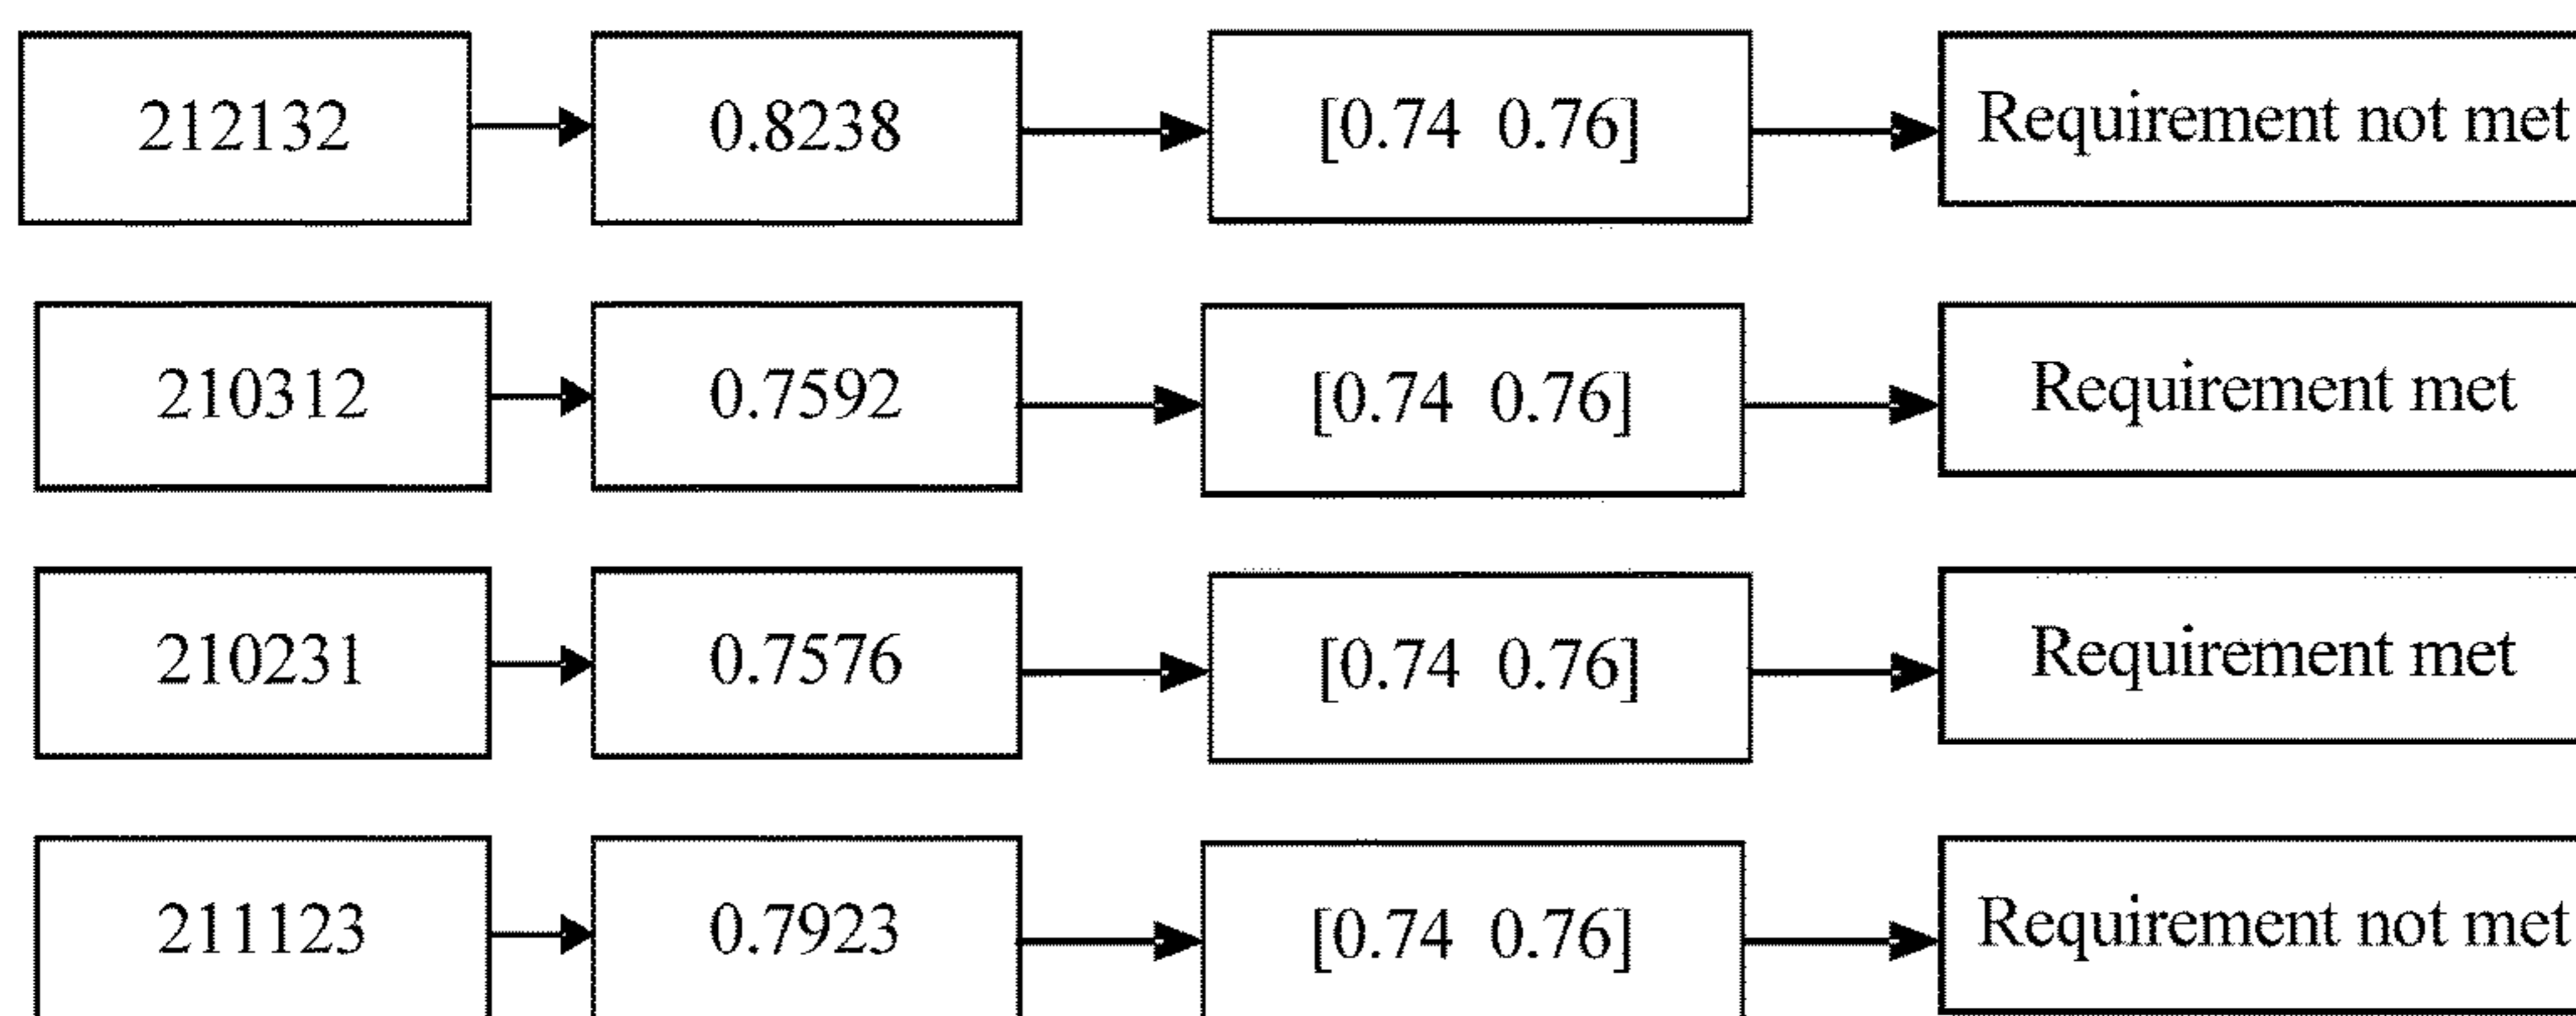 212132 0.8238 [0.74 0.76] Requirement not met
210312 0.7592 [0.74 0.76] Requirement met
210231 0.7576 [0.74 0.76] Requirement met
211123 0.7923 [0.74 0.76] Requirement not met